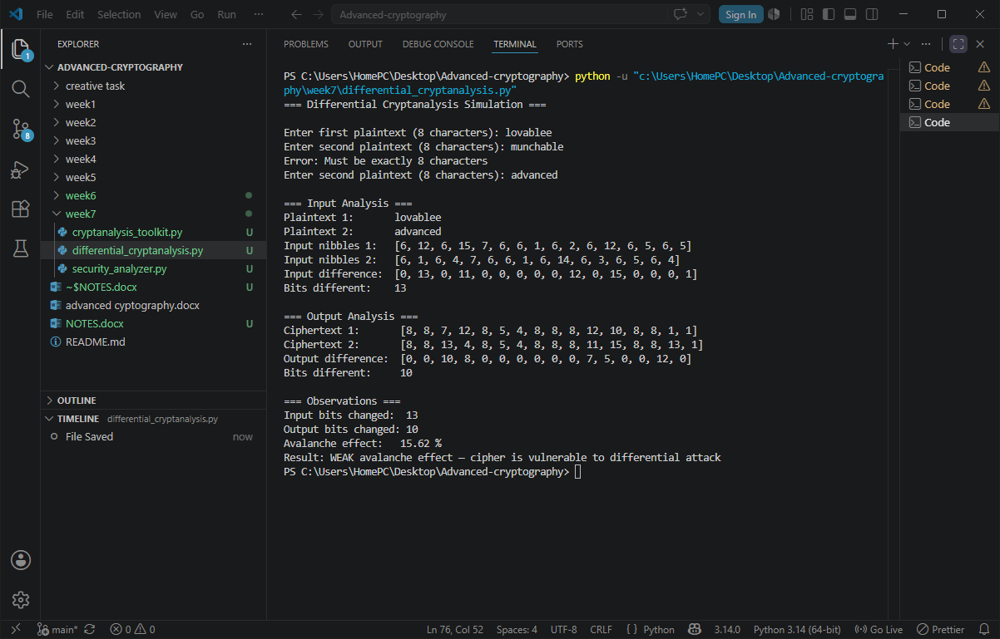 File Edit Selection View Go Run ··· Advanced-cryptography Sign In
EXPLORER ···
ADVANCED-CRYPTOGRAPHY
creative task
week1
week2
week3
week4
week5
week6
week7
cryptanalysis_toolkit.py U
differential_cryptanalysis.py U
security_analyzer.py U
~$NOTES.docx U
advanced cyptography.docx
NOTES.docx U
README.md
OUTLINE
TIMELINE differential_cryptanalysis.py
File Saved now
1
8
PROBLEMS OUTPUT DEBUG CONSOLE TERMINAL PORTS
PS C:\Users\HomePC\Desktop\Advanced-cryptography> python -u "c:\Users\HomePC\Desktop\Advanced-cryptogra
phy\week7\differential_cryptanalysis.py"
=== Differential Cryptanalysis Simulation ===
Enter first plaintext (8 characters): lovablee
Enter second plaintext (8 characters): munchable
Error: Must be exactly 8 characters
Enter second plaintext (8 characters): advanced
=== Input Analysis ===
Plaintext 1: lovablee
Plaintext 2: advanced
Input nibbles 1: [6, 12, 6, 15, 7, 6, 6, 1, 6, 2, 6, 12, 6, 5, 6, 5]
Input nibbles 2: [6, 1, 6, 4, 7, 6, 6, 1, 6, 14, 6, 3, 6, 5, 6, 4]
Input difference: [0, 13, 0, 11, 0, 0, 0, 0, 0, 12, 0, 15, 0, 0, 0, 1]
Bits different: 13
=== Output Analysis ===
Ciphertext 1: [8, 8, 7, 12, 8, 5, 4, 8, 8, 8, 12, 10, 8, 8, 1, 1]
Ciphertext 2: [8, 8, 13, 4, 8, 5, 4, 8, 8, 8, 11, 15, 8, 8, 13, 1]
Output difference: [0, 0, 10, 8, 0, 0, 0, 0, 0, 0, 7, 5, 0, 0, 12, 0]
Bits different: 10
=== Observations ===
Input bits changed: 13
Output bits changed: 10
Avalanche effect: 15.62 %
Result: WEAK avalanche effect — cipher is vulnerable to differential attack
PS C:\Users\HomePC\Desktop\Advanced-cryptography>
Code
Code
Code
Code
main* 0 0 Ln 76, Col 52 Spaces: 4 UTF-8 CRLF { } Python 3.14.0 Python 3.14 (64-bit) Go Live Prettier